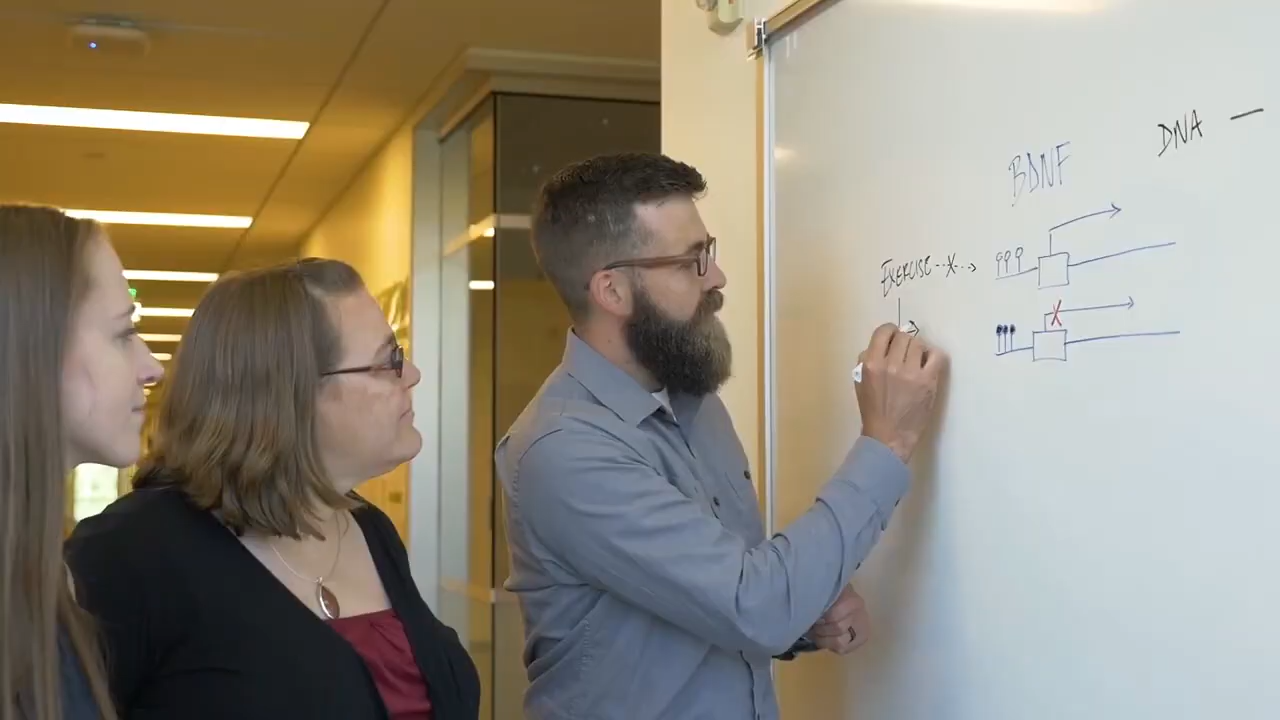 DNA —
BDNF
EXERCISE --X-->
X